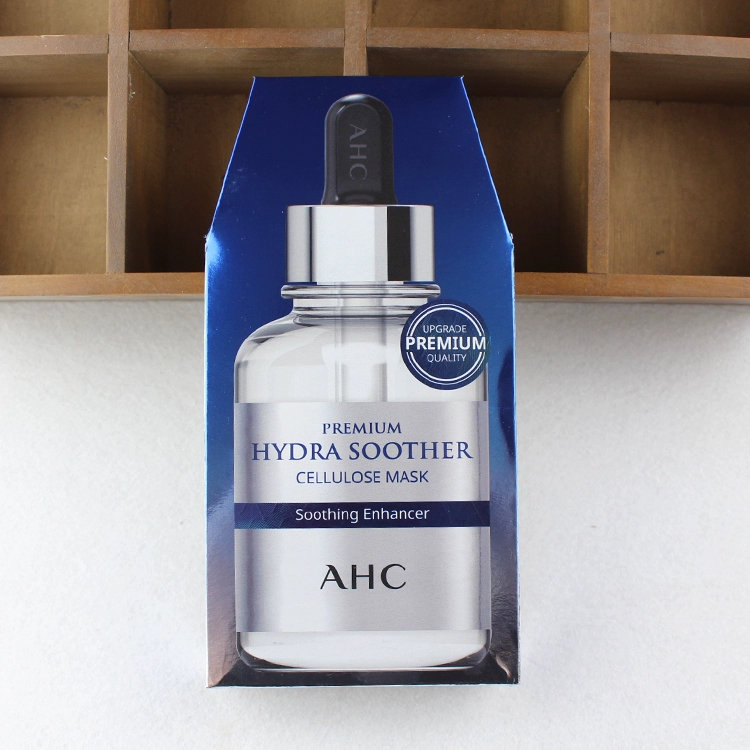 AHC
UPGRADE
PREMIUM
QUALITY
PREMIUM
HYDRA SOOTHER
CELLULOSE MASK
Soothing Enhancer
AHC